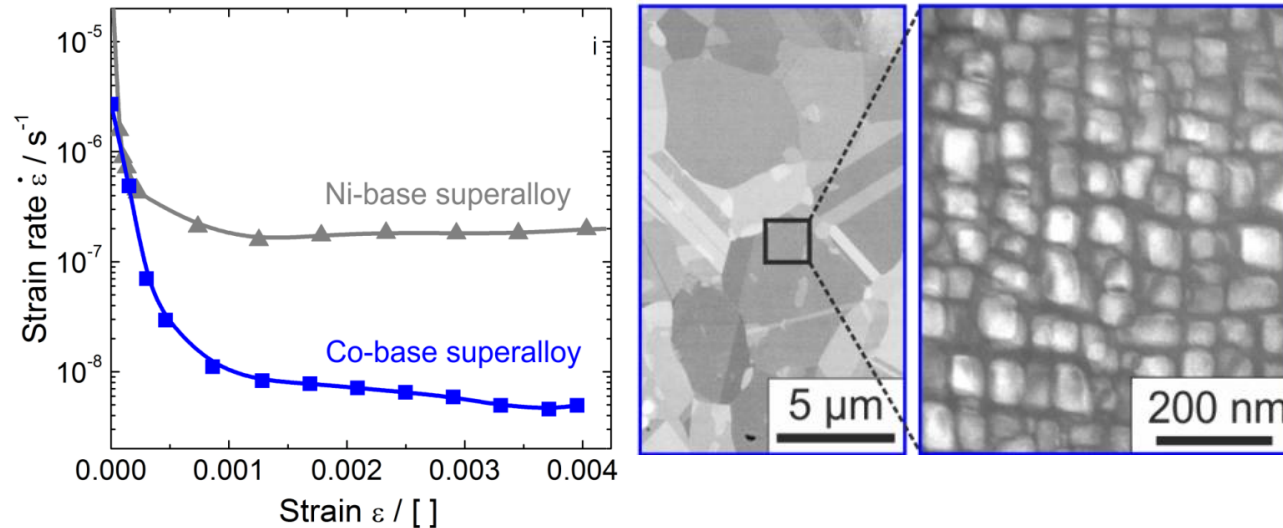 Strain rate ε̇ / s⁻¹
10⁻⁵
10⁻⁶
10⁻⁷
10⁻⁸
i
Ni-base superalloy
Co-base superalloy
0.000 0.001 0.002 0.003 0.004
Strain ε / [ ]
5 µm
200 nm